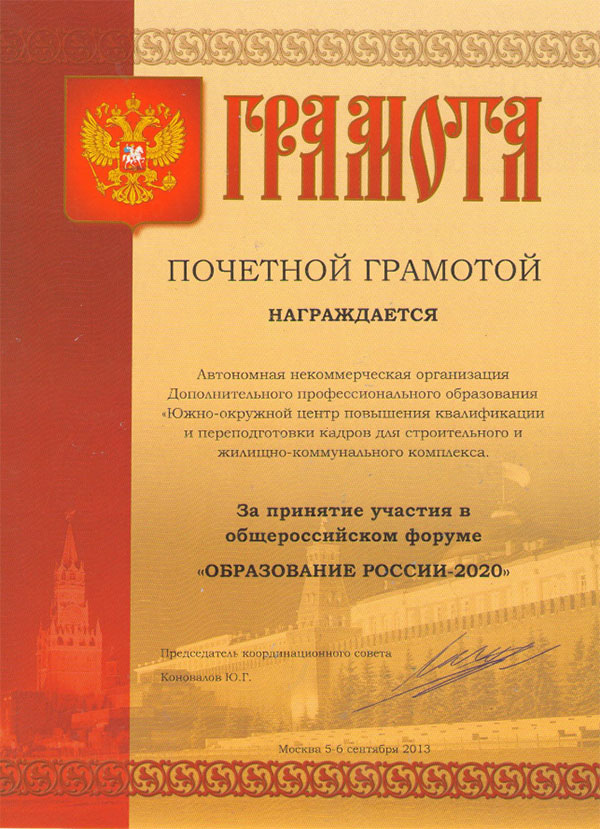 ГРАМОТА
ПОЧЕТНОЙ ГРАМОТОЙ
НАГРАЖДАЕТСЯ
Автономная некоммерческая организация
Дополнительного профессионального образования
«Южно-окружной центр повышения квалификации
и переподготовки кадров для строительного и
жилищно-коммунального комплекса.
За принятие участия в
общероссийском форуме
«ОБРАЗОВАНИЕ РОССИИ-2020»
Председатель координационного совета
Коновалов Ю.Г.
Москва 5-6 сентября 2013